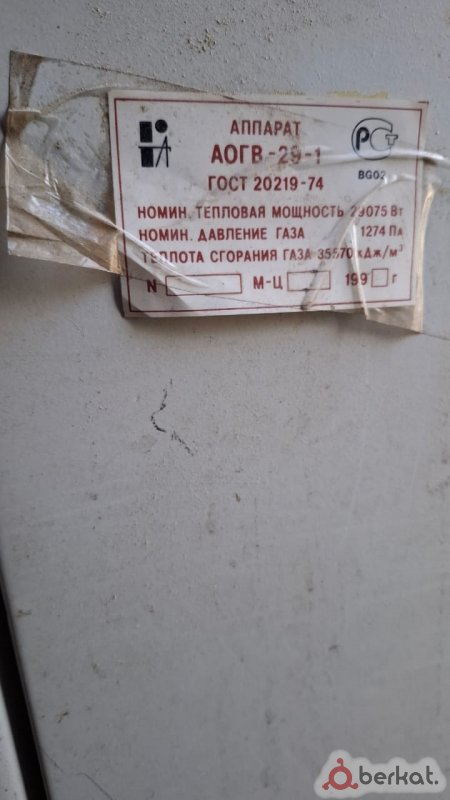 АППАРАТ
АОГВ-29-1
ГОСТ 20219-74
РСТ
BG02
НОМИН. ТЕПЛОВАЯ МОЩНОСТЬ 29075 Вт
НОМИН. ДАВЛЕНИЕ ГАЗА 1274 Па
ТЕПЛОТА СГОРАНИЯ ГАЗА 35570 кДж/м³
N М-Ц 199 г
berkat.